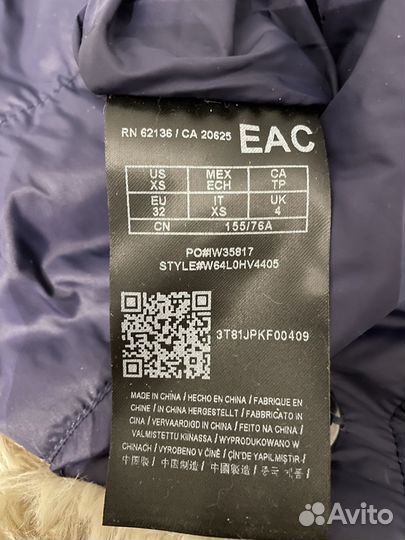 RN 62136 / CA 20625 EAC
US MEX CA
XS ECH TP
EU IT UK
32 XS 4
CN 155/76A
PO#IW35817
STYLE#W64L0HV4405
3T81JPKF00409
MADE IN CHINA / HECHO EN CHINA / FABRIQUE EN
CHINE / IN CHINA HERGESTELLT / FABBRICATO IN
CINA / VERVAARDIGD IN CHINA / FEITO NA CHINA /
VALMISTETTU KIINASSA / WYPRODUKOWANO W
CHINACH / VYROBENO V ČÍNĚ / ÇİN'DE YAPILMIŞTIR /
中國製 / 中国制造 / 中國製造 / 중국 제품
Avito